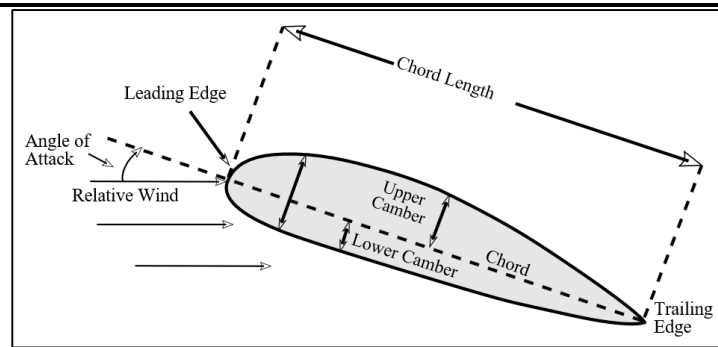 Chord Length
Leading Edge
Angle of
Attack
Relative Wind
Upper
Camber
Lower Camber
Chord
Trailing
Edge